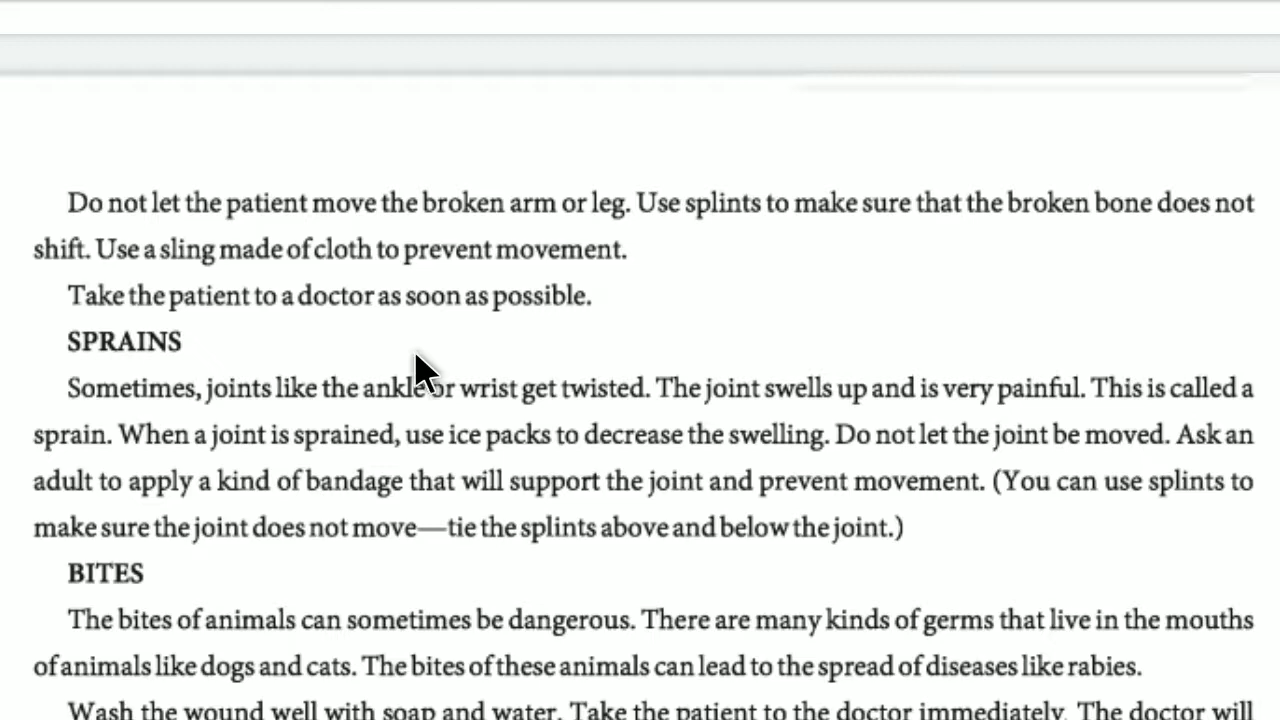 Do not let the patient move the broken arm or leg. Use splints to make sure that the broken bone does not
shift. Use a sling made of cloth to prevent movement.
Take the patient to a doctor as soon as possible.
SPRAINS
Sometimes, joints like the ankle or wrist get twisted. The joint swells up and is very painful. This is called a
sprain. When a joint is sprained, use ice packs to decrease the swelling. Do not let the joint be moved. Ask an
adult to apply a kind of bandage that will support the joint and prevent movement. (You can use splints to
make sure the joint does not move—tie the splints above and below the joint.)
BITES
The bites of animals can sometimes be dangerous. There are many kinds of germs that live in the mouths
of animals like dogs and cats. The bites of these animals can lead to the spread of diseases like rabies.
Wash the wound well with soap and water. Take the patient to the doctor immediately. The doctor will